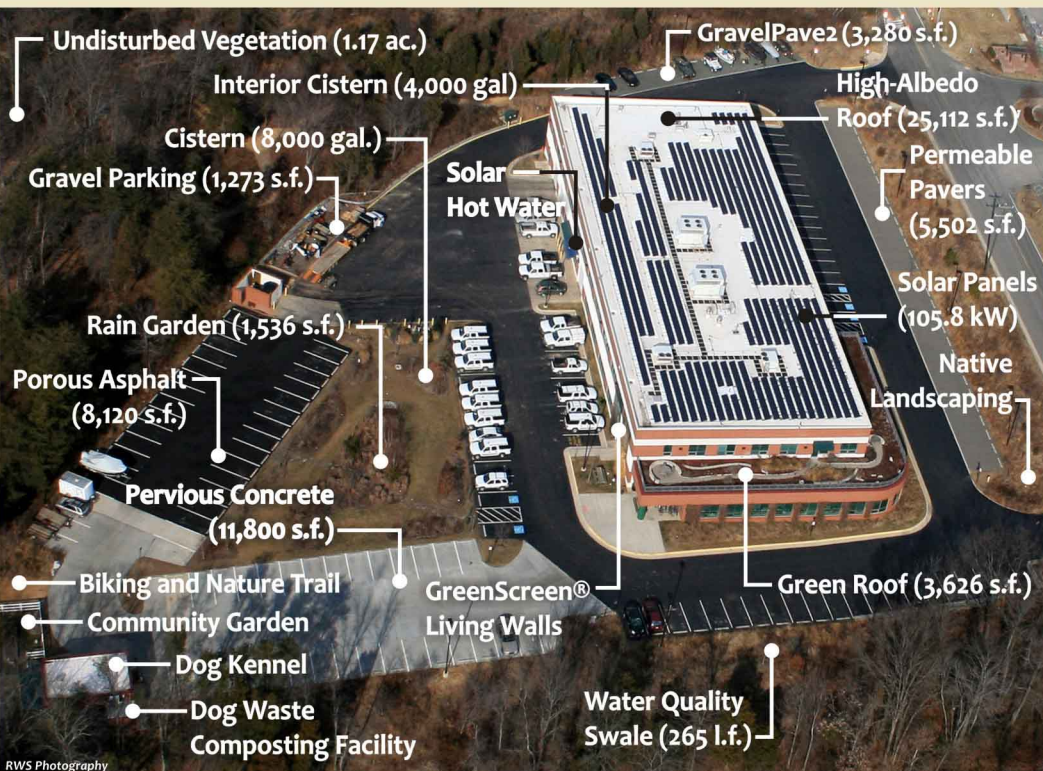 Undisturbed Vegetation (1.17 ac.)
GravelPave2 (3,280 s.f.)
Interior Cistern (4,000 gal)
High-Albedo
Roof (25,112 s.f.)
Cistern (8,000 gal.)
Permeable
Pavers
(5,502 s.f.)
Gravel Parking (1,273 s.f.)
Solar
Hot Water
Solar Panels
(105.8 kW)
Rain Garden (1,536 s.f.)
Native
Landscaping
Porous Asphalt
(8,120 s.f.)
Pervious Concrete
(11,800 s.f.)
Biking and Nature Trail
GreenScreen®
Living Walls
Green Roof (3,626 s.f.)
Community Garden
Dog Kennel
Dog Waste
Composting Facility
Water Quality
Swale (265 l.f.)
RWS Photography